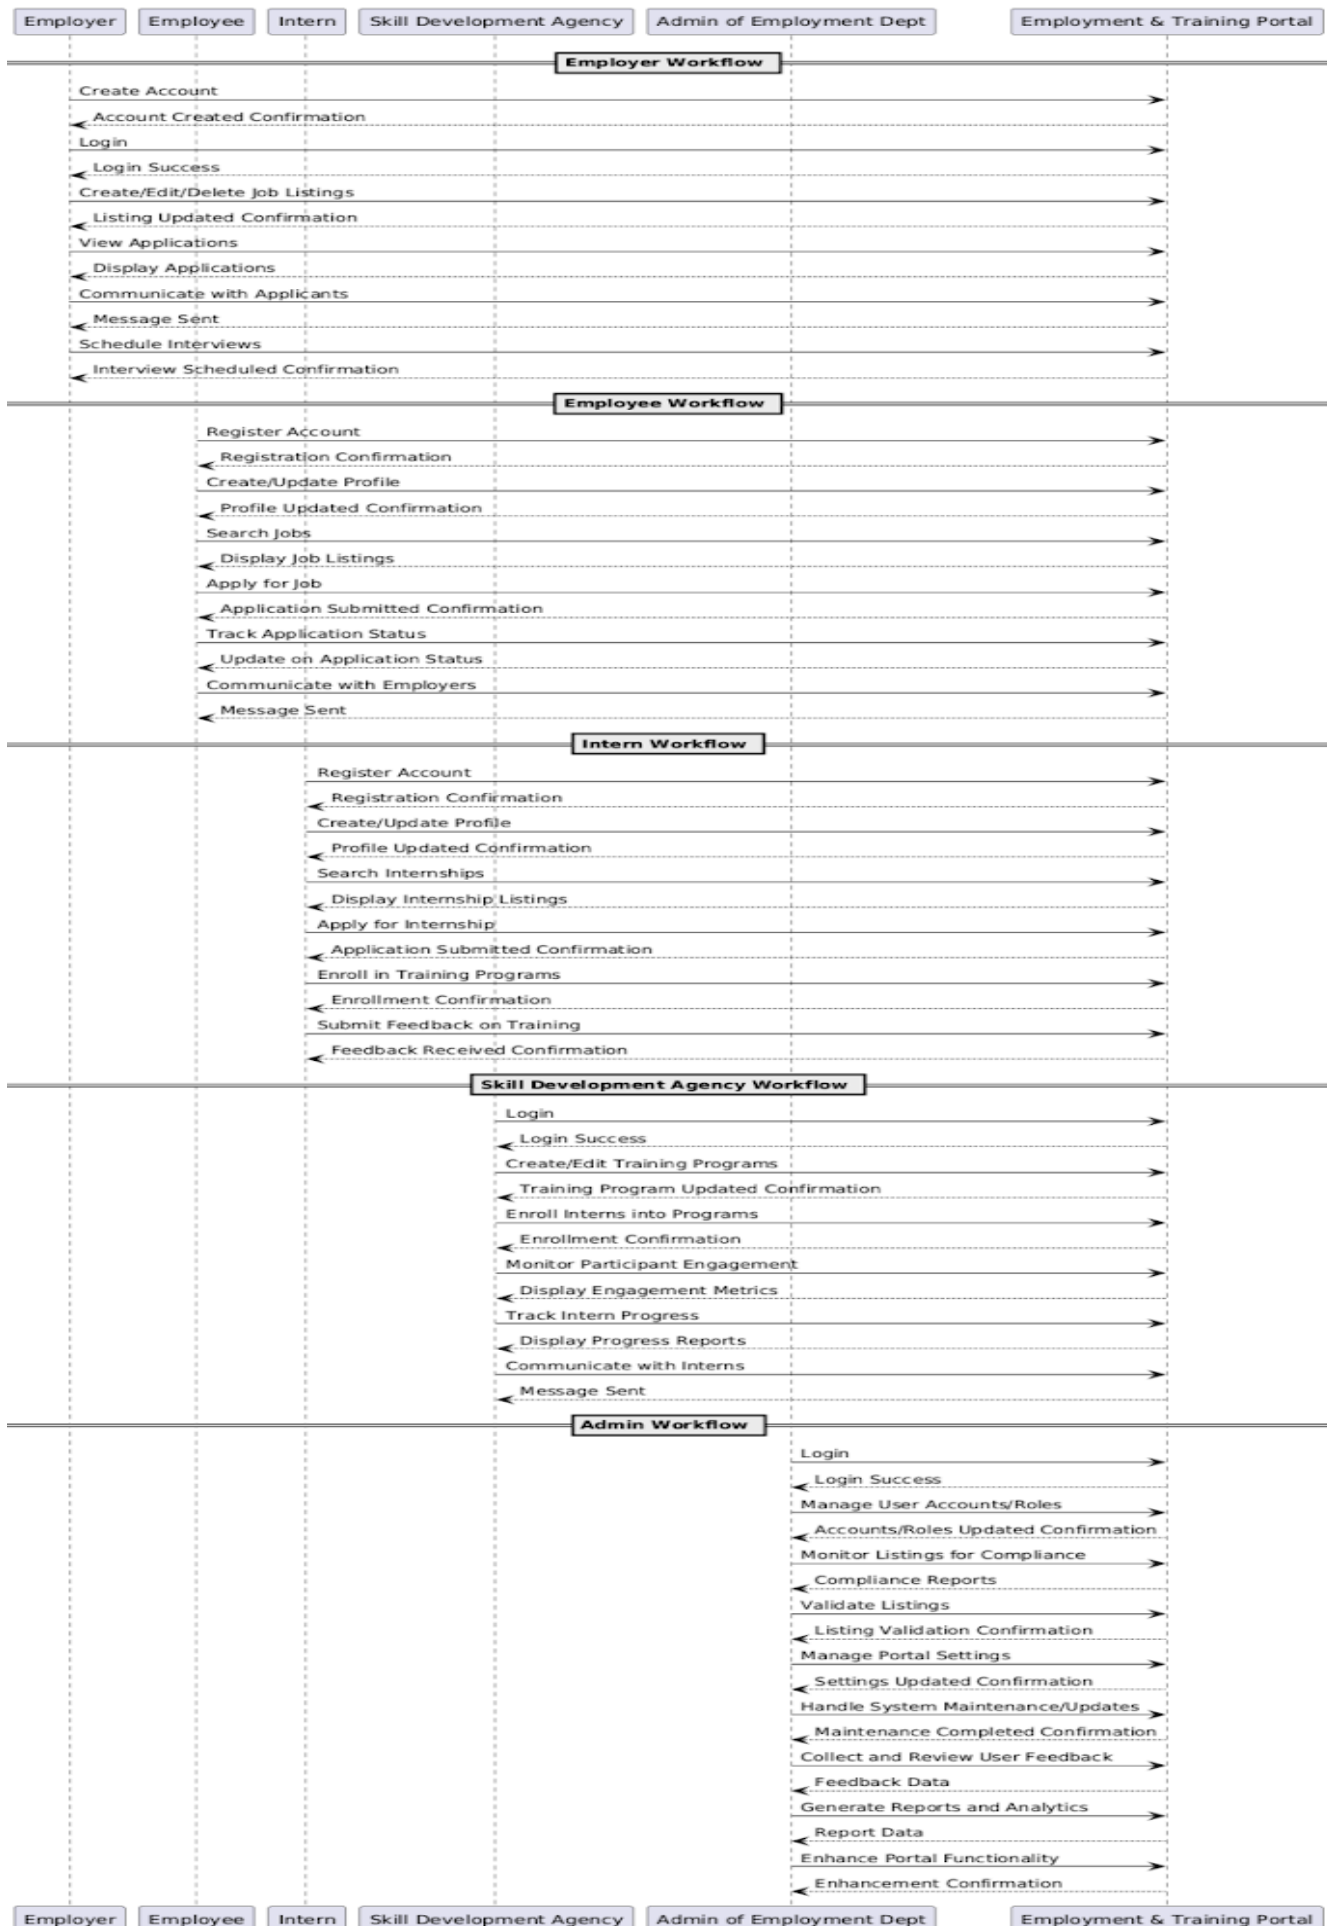 Employer Employee Intern Skill Development Agency Admin of Employment Dept Employment & Training Portal
Employer Workflow
Create Account
Account Created Confirmation
Login
Login Success
Create/Edit/Delete Job Listings
Listing Updated Confirmation
View Applications
Display Applications
Communicate with Applicants
Message Sent
Schedule Interviews
Interview Scheduled Confirmation
Employee Workflow
Register Account
Registration Confirmation
Create/Update Profile
Profile Updated Confirmation
Search Jobs
Display Job Listings
Apply for Job
Application Submitted Confirmation
Track Application Status
Update on Application Status
Communicate with Employers
Message Sent
Intern Workflow
Register Account
Registration Confirmation
Create/Update Profile
Profile Updated Confirmation
Search Internships
Display Internship Listings
Apply for Internship
Application Submitted Confirmation
Enroll in Training Programs
Enrollment Confirmation
Submit Feedback on Training
Feedback Received Confirmation
Skill Development Agency Workflow
Login
Login Success
Create/Edit Training Programs
Training Program Updated Confirmation
Enroll Interns into Programs
Enrollment Confirmation
Monitor Participant Engagement
Display Engagement Metrics
Track Intern Progress
Display Progress Reports
Communicate with Interns
Message Sent
Admin Workflow
Login
Login Success
Manage User Accounts/Roles
Accounts/Roles Updated Confirmation
Monitor Listings for Compliance
Compliance Reports
Validate Listings
Listing Validation Confirmation
Manage Portal Settings
Settings Updated Confirmation
Handle System Maintenance/Updates
Maintenance Completed Confirmation
Collect and Review User Feedback
Feedback Data
Generate Reports and Analytics
Report Data
Enhance Portal Functionality
Enhancement Confirmation
Employer Employee Intern Skill Development Agency Admin of Employment Dept Employment & Training Portal